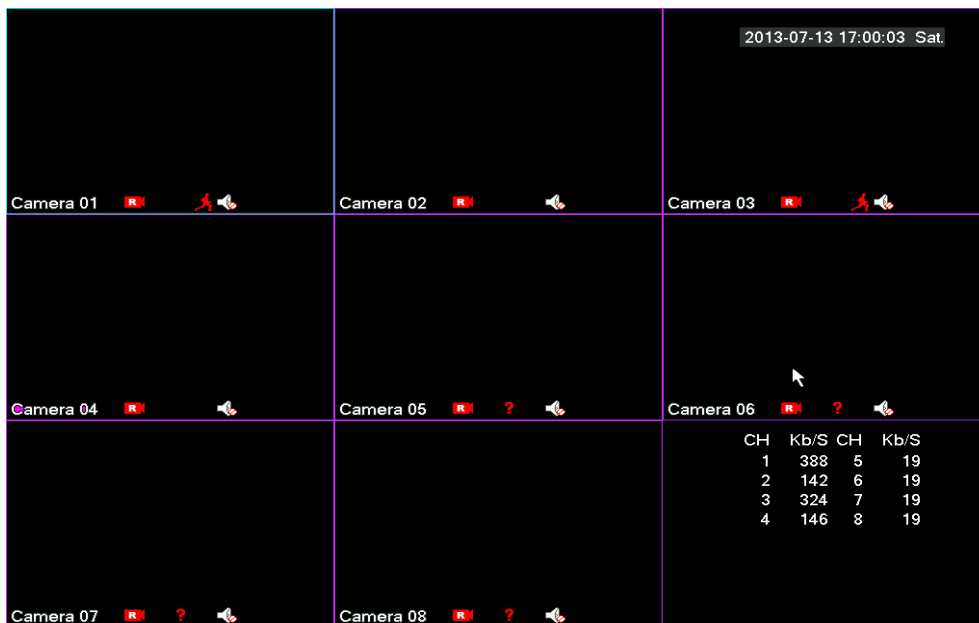 2013-07-13 17:00:03 Sat.
Camera 01 R
Camera 02 R
Camera 03 R
Camera 04 R
Camera 05 R ?
Camera 06 R ?
CH Kb/S CH Kb/S
1 388 5 19
2 142 6 19
3 324 7 19
4 146 8 19
Camera 07 R ?
Camera 08 R ?